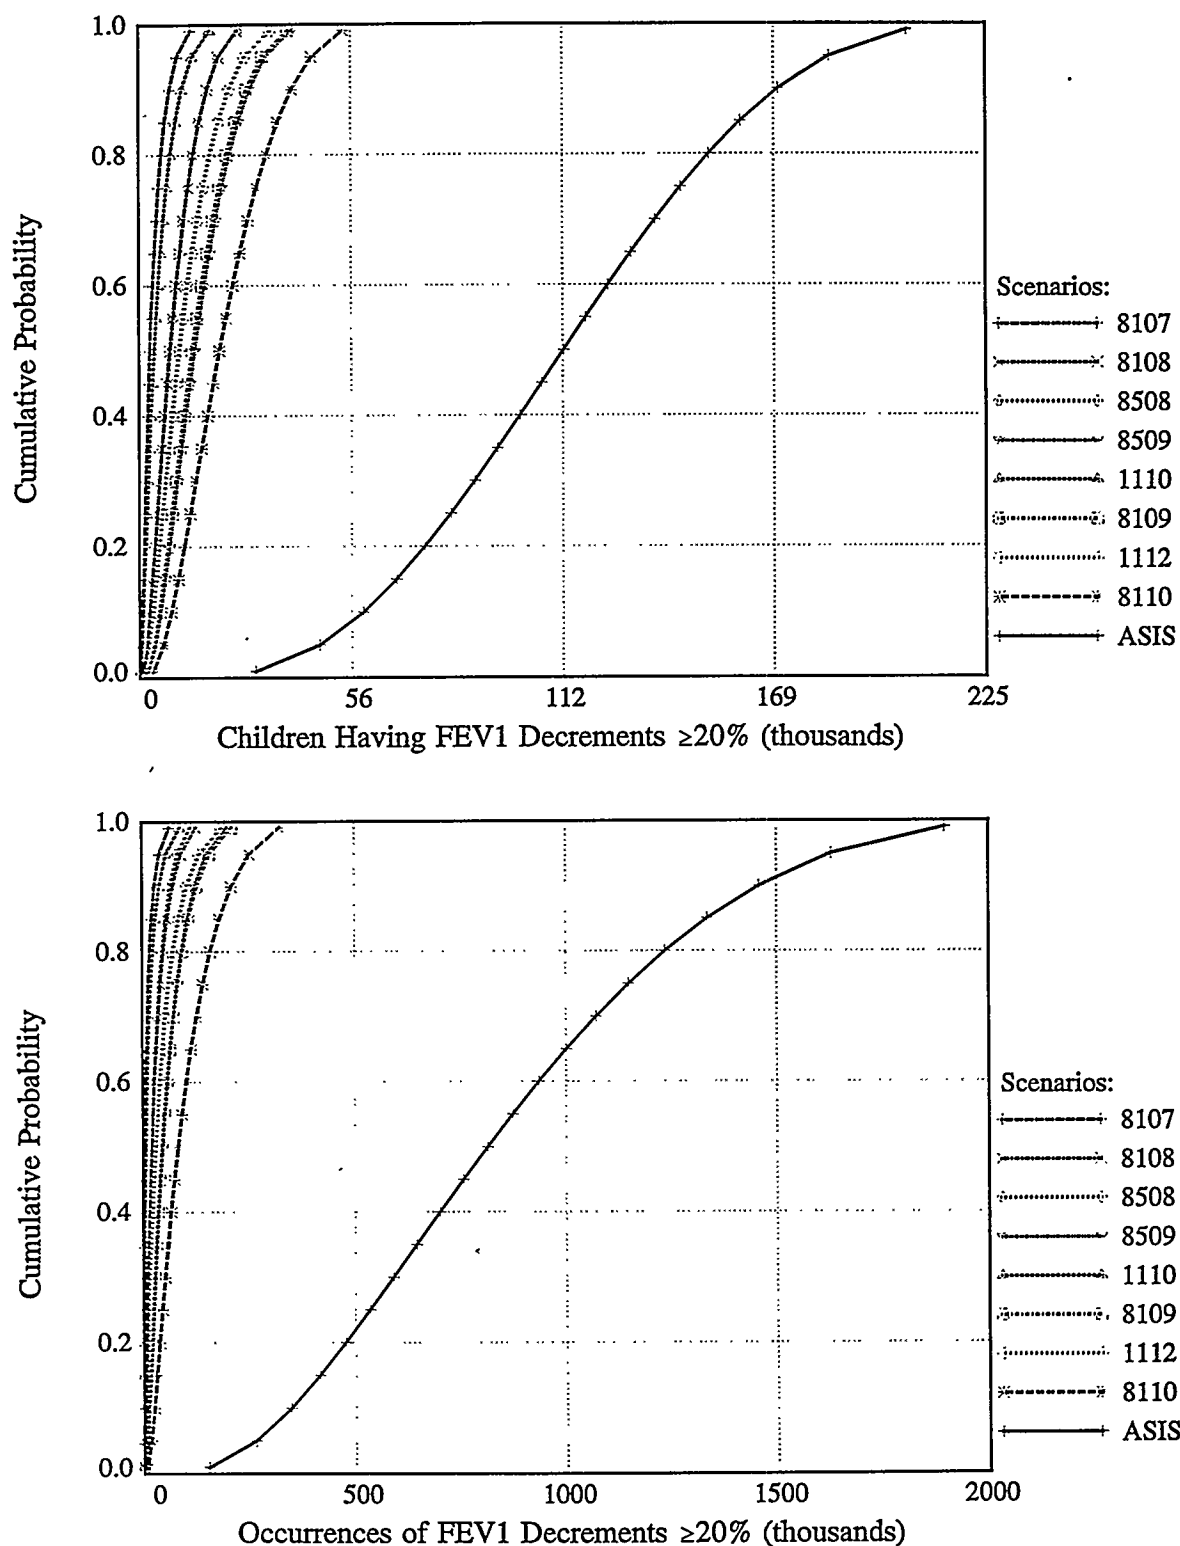 1.0
0.8
0.6
0.4
0.2
0.0
Cumulative Probability
0 56 112 169 225
Children Having FEV1 Decrements ≥20% (thousands)
Scenarios:
8107
8108
8508
8509
1110
8109
1112
8110
ASIS
1.0
0.8
0.6
0.4
0.2
0.0
Cumulative Probability
0 500 1000 1500 2000
Occurrences of FEV1 Decrements ≥20% (thousands)
Scenarios:
8107
8108
8508
8509
1110
8109
1112
8110
ASIS